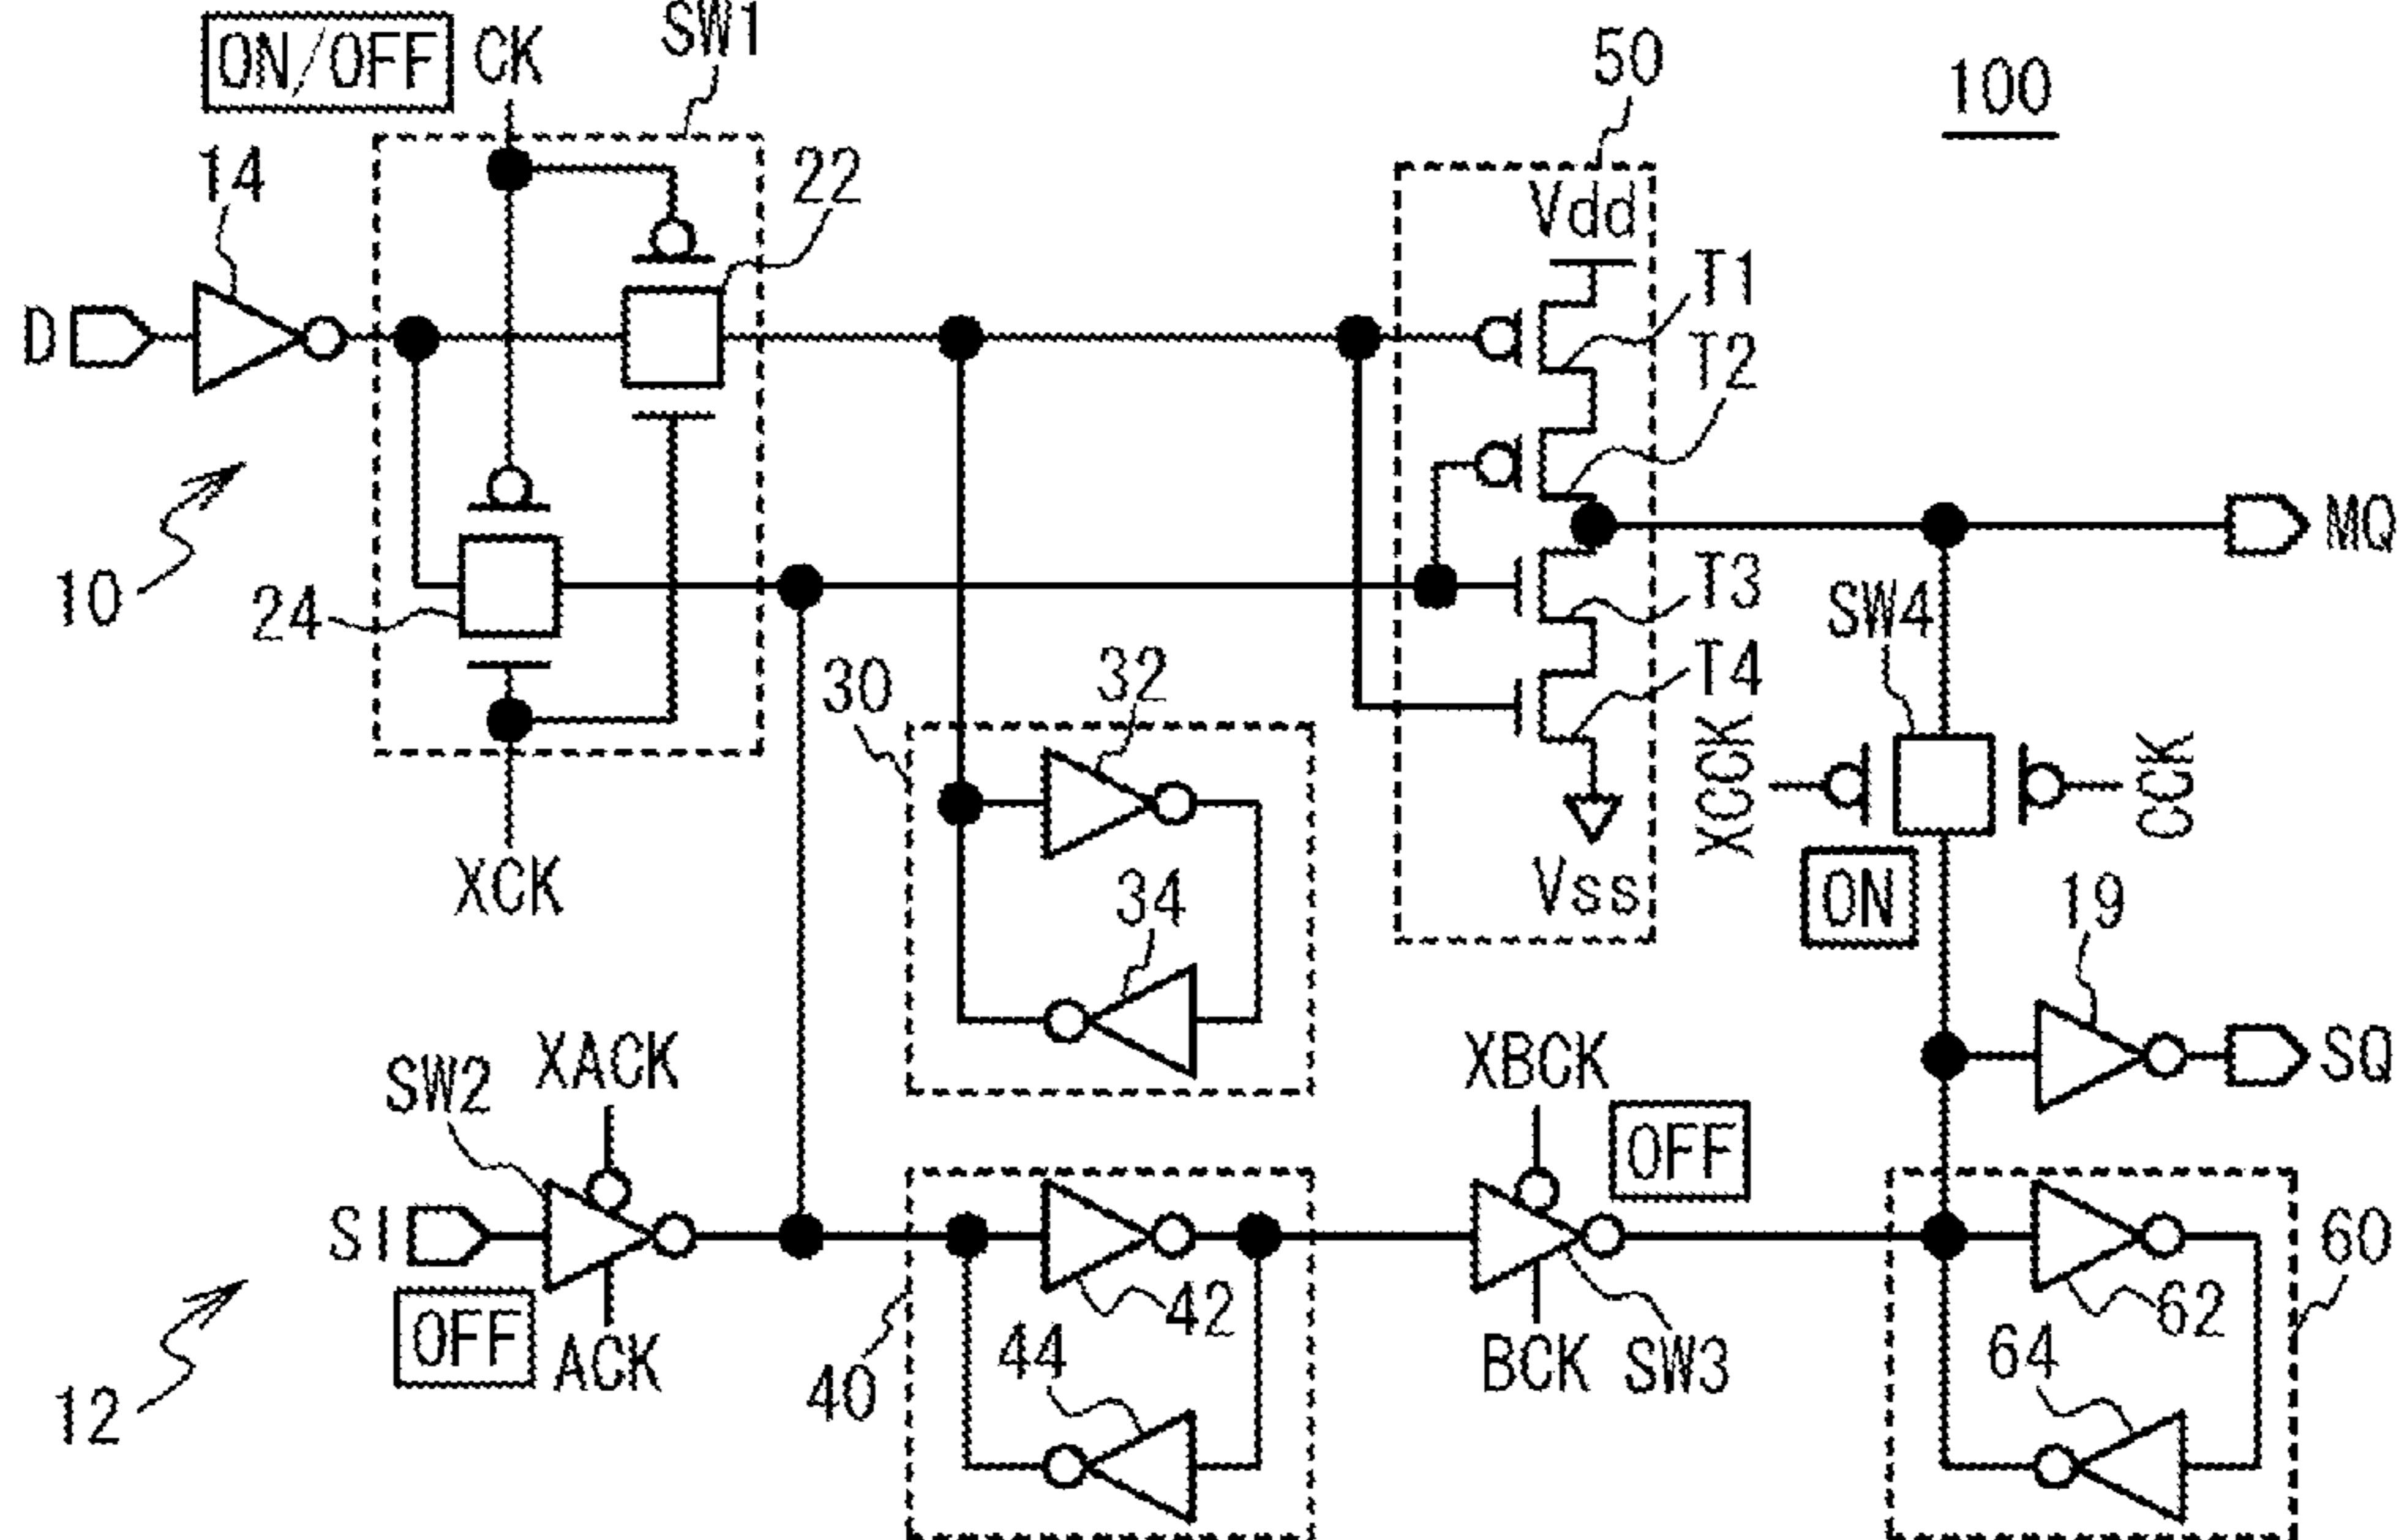 ON/OFF
CK
SW1
50
100
14
22
Vdd
T1
D
T2
MQ
10
24
T3
SW4
30
32
T4
XCCK
CCK
XCK
34
Vss
ON
19
SW2
XACK
XBCK
SQ
OFF
SI
60
42
62
OFF
ACK
44
BCK
SW3
64
12
40